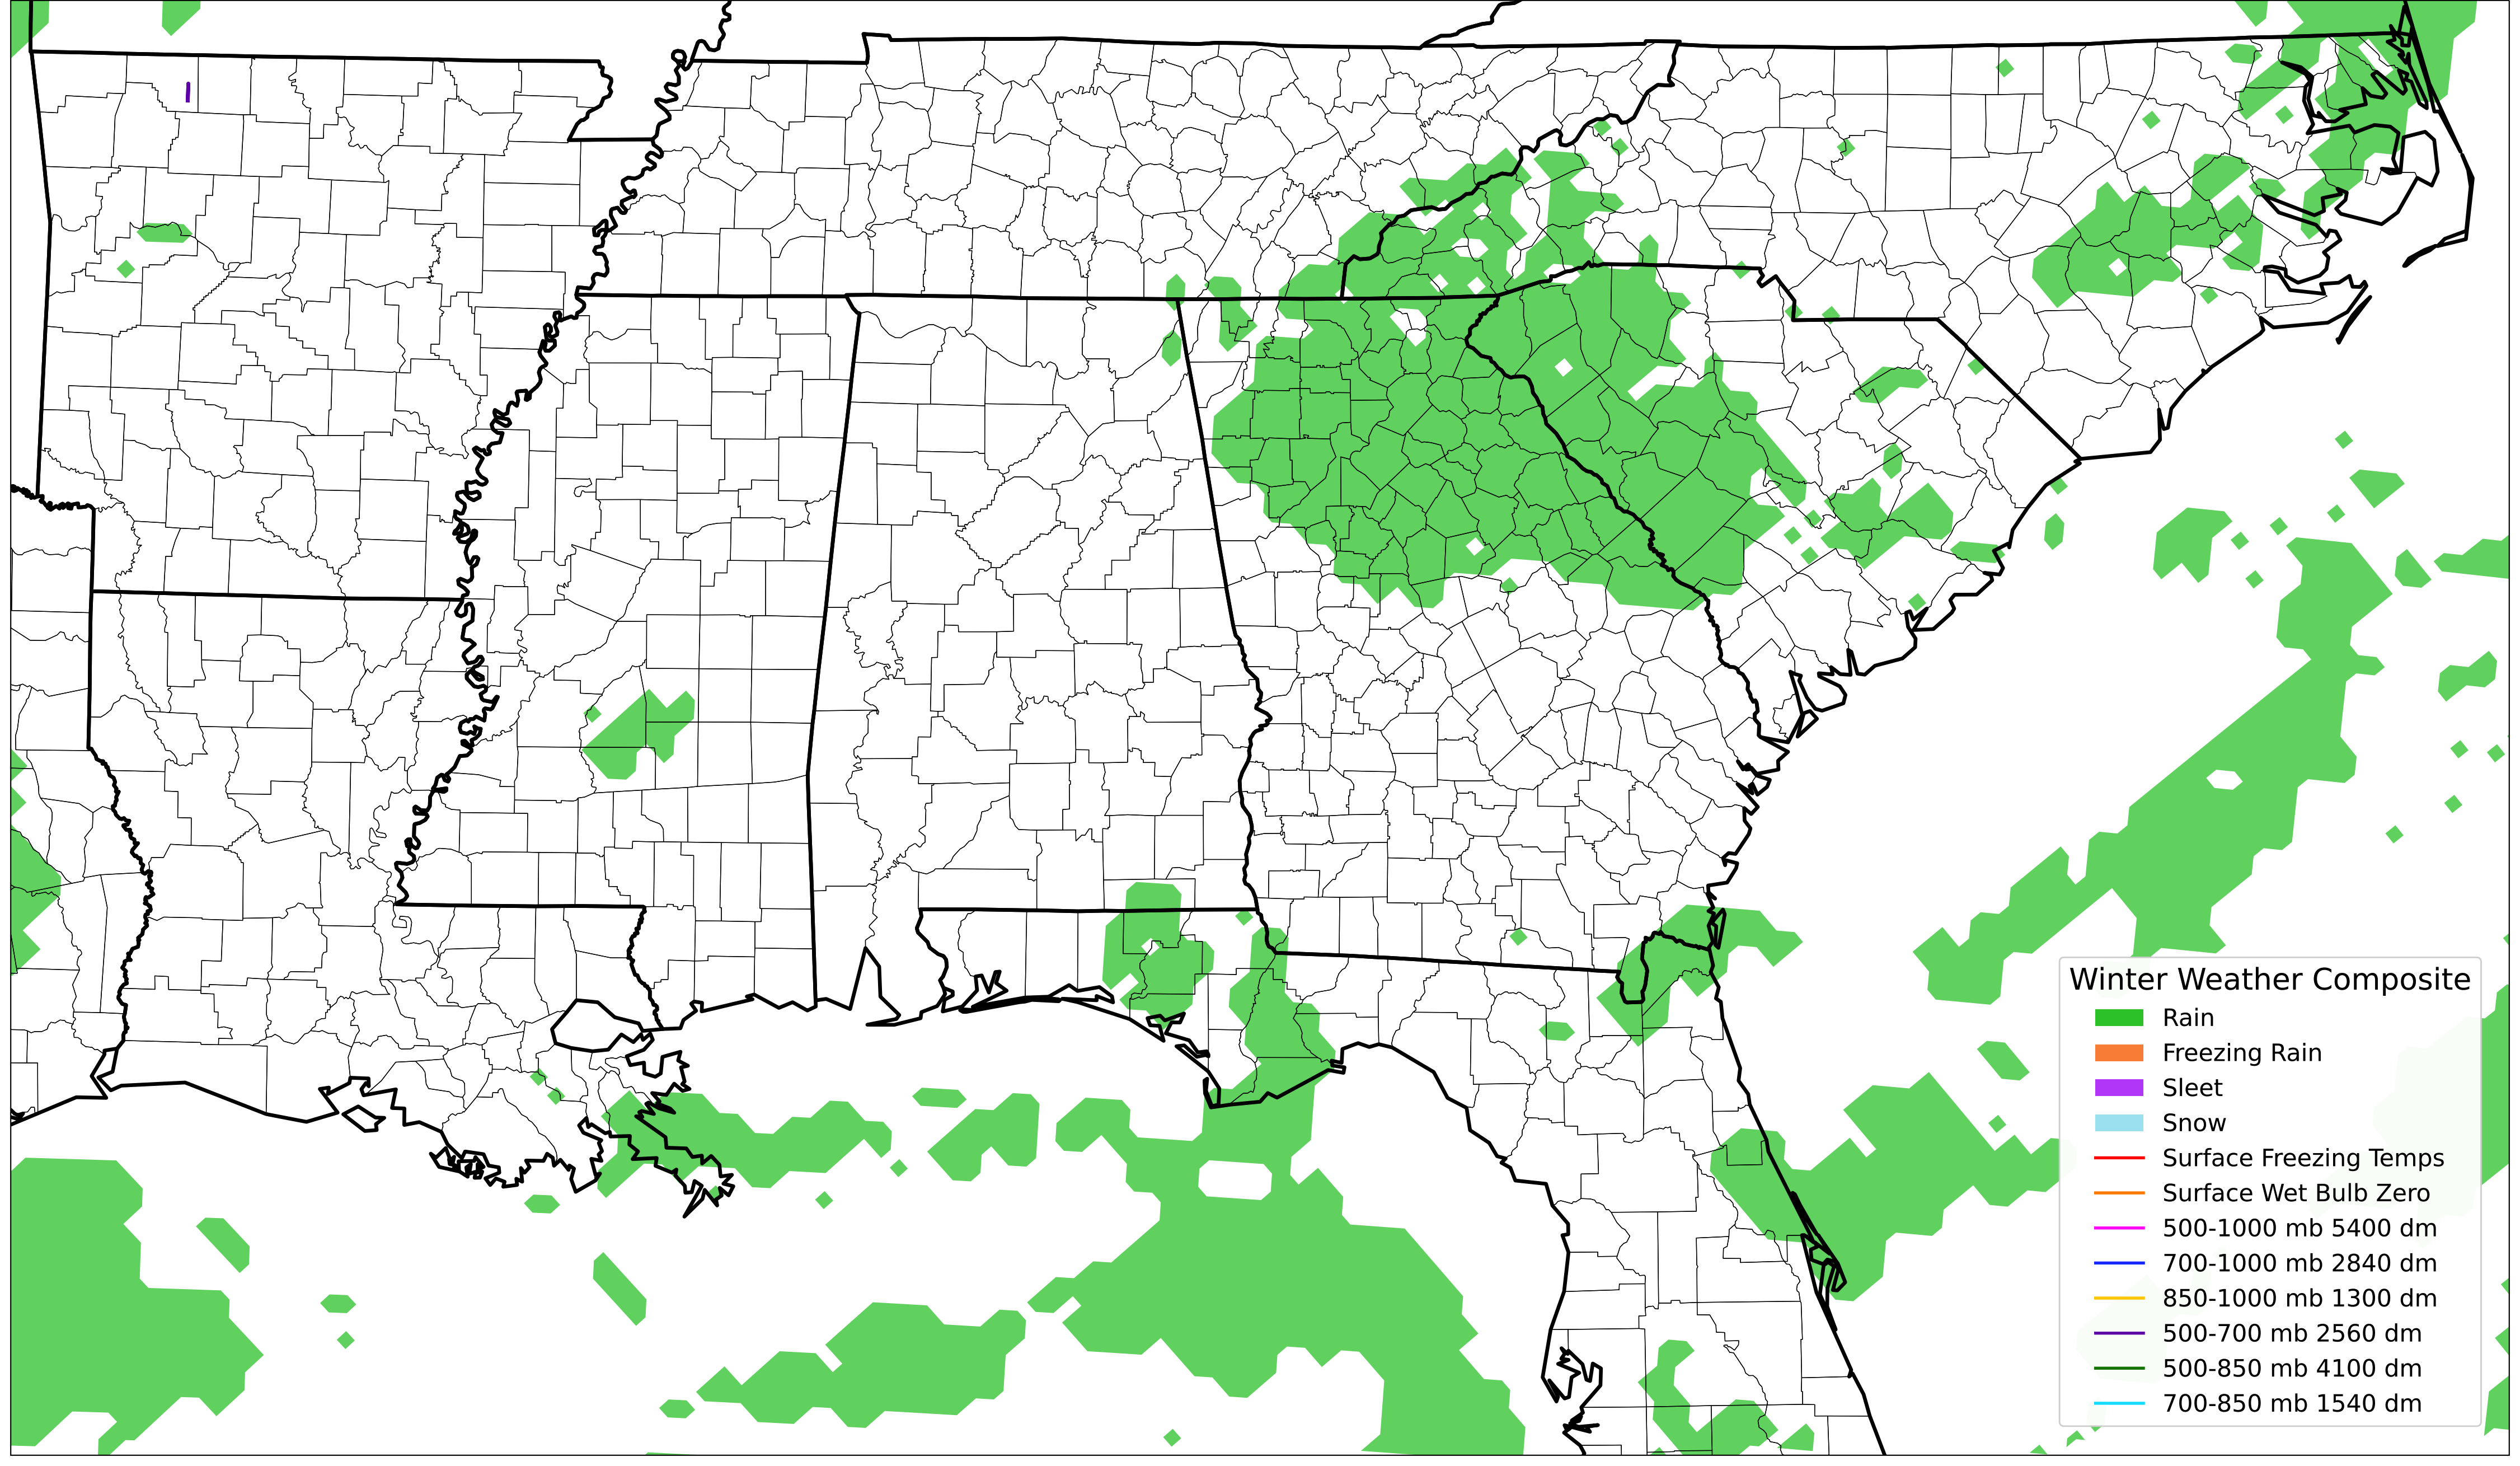 Winter Weather Composite
Rain
Freezing Rain
Sleet
Snow
Surface Freezing Temps
Surface Wet Bulb Zero
500-1000 mb 5400 dm
700-1000 mb 2840 dm
850-1000 mb 1300 dm
500-700 mb 2560 dm
500-850 mb 4100 dm
700-850 mb 1540 dm